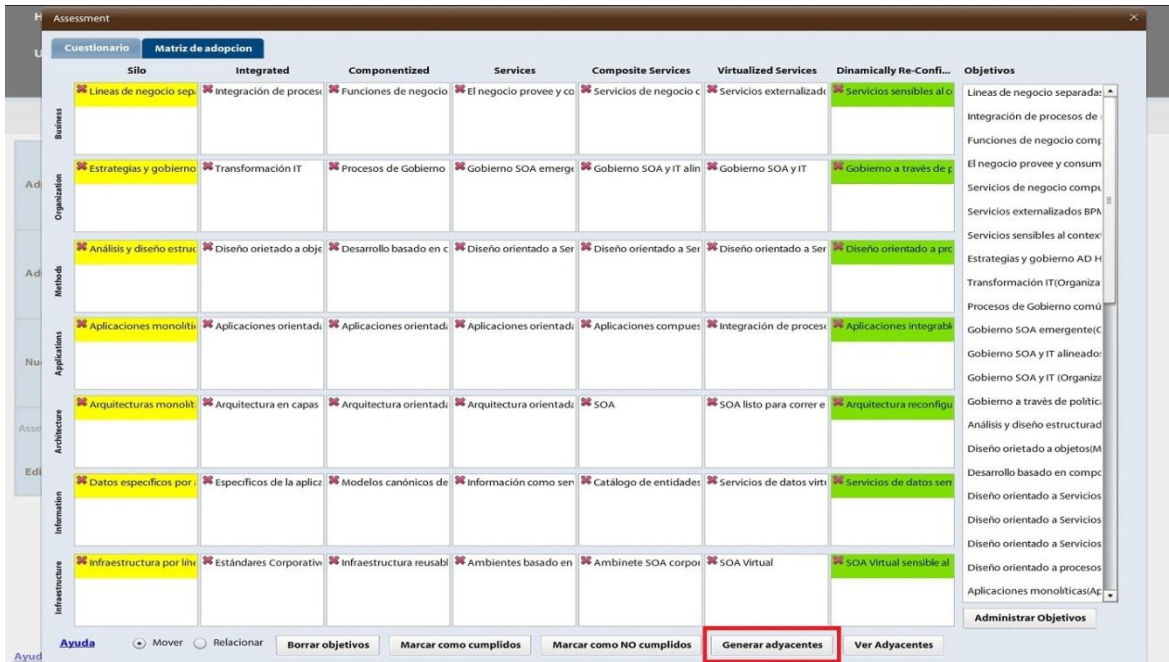 Assessment
Cuestionario Matriz de adopcion
Silo Integrated Componentized Services Composite Services Virtualized Services Dinamically Re-Confi... Objetivos
Business
Lineas de negocio sep Integración de proces Funciones de negocio El negocio provee y co Servicios de negocio c Servicios externalizad Servicios sensibles al c
Organization
Estrategias y gobierno Transformación IT Procesos de Gobierno Gobierno SOA emerge Gobierno SOA y IT alin Gobierno SOA y IT Gobierno a través de p
Methods
Análisis y diseño estruc Diseño orietado a obje Desarrollo basado en c Diseño orientado a Ser Diseño orientado a Ser Diseño orientado a Ser Diseño orientado a pro
Applications
Aplicaciones monolíti Aplicaciones orientad Aplicaciones orientad Aplicaciones orientad Aplicaciones compues Integración de proces Aplicaciones integrabl
Architecture
Arquitecturas monolít Arquitectura en capas Arquitectura orientad Arquitectura orientad SOA SOA listo para correr e Arquitectura reconfigu
Information
Datos específicos por Específicos de la aplica Modelos canónicos de Información como ser Catálogo de entidades Servicios de datos virt Servicios de datos sen
Infrastructure
Infraestructura por lín Estándares Corporativ Infraestructura reusabl Ambientes basado en Ambinete SOA corpor SOA Virtual SOA Virtual sensible al
Lineas de negocio separadas
Integración de procesos de
Funciones de negocio comp
El negocio provee y consum
Servicios de negocio compu
Servicios externalizados BPM
Servicios sensibles al contex
Estrategias y gobierno AD H
Transformación IT(Organiza
Procesos de Gobierno comú
Gobierno SOA emergente(O
Gobierno SOA y IT alineado
Gobierno SOA y IT (Organiza
Gobierno a través de polític
Análisis y diseño estructurad
Diseño orietado a objetos(M
Desarrollo basado en compo
Diseño orientado a Servicios
Diseño orientado a Servicios
Diseño orientado a Servicios
Diseño orientado a procesos
Aplicaciones monolíticas(Ap
Administrar Objetivos
Ayuda Mover Relacionar Borrar objetivos Marcar como cumplidos Marcar como NO cumplidos Generar adyacentes Ver Adyacentes
Ad
Ad
Nu
Asse
Edi
Ayud